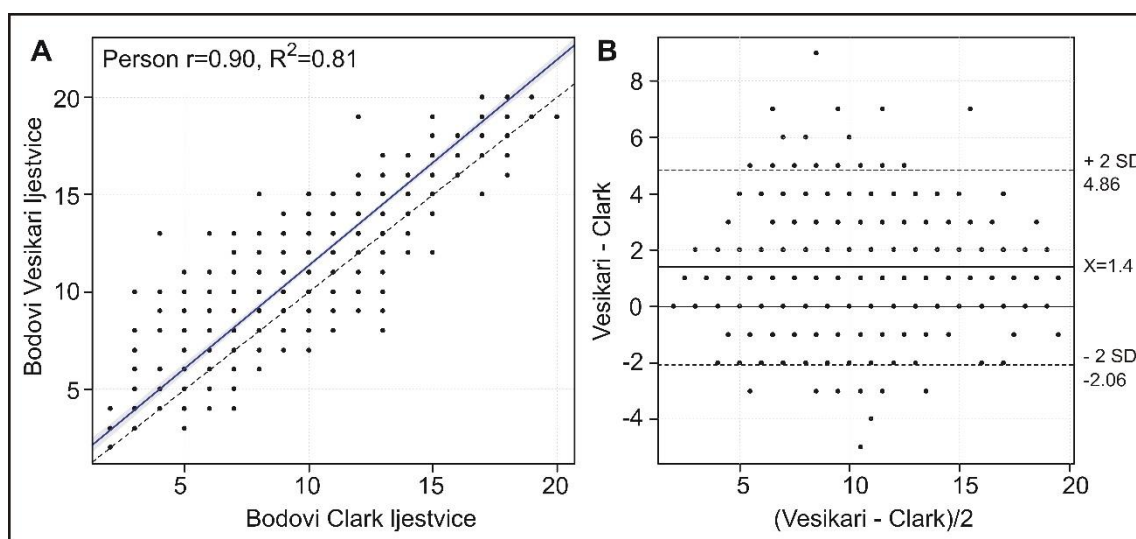 A
Person r=0.90, R²=0.81
Bodovi Vesikari ljestvice
20
15
10
5
5 10 15 20
Bodovi Clark ljestvice
B
Vesikari - Clark
8
6
4
2
0
-2
-4
+ 2 SD
4.86
X=1.4
- 2 SD
-2.06
5 10 15 20
(Vesikari - Clark)/2